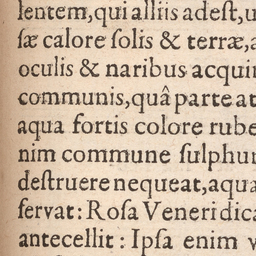 lentem, qui alliis adeſt, u
ſæ calore ſolis & terræ, a
oculis & naribus acqui
communis, quâ parte at
aqua fortis colore rube
nim commune ſulphur
deſtruere nequeat, aqua
ſervat: Roſa Veneri dica
antecellit: Ipſa enim v